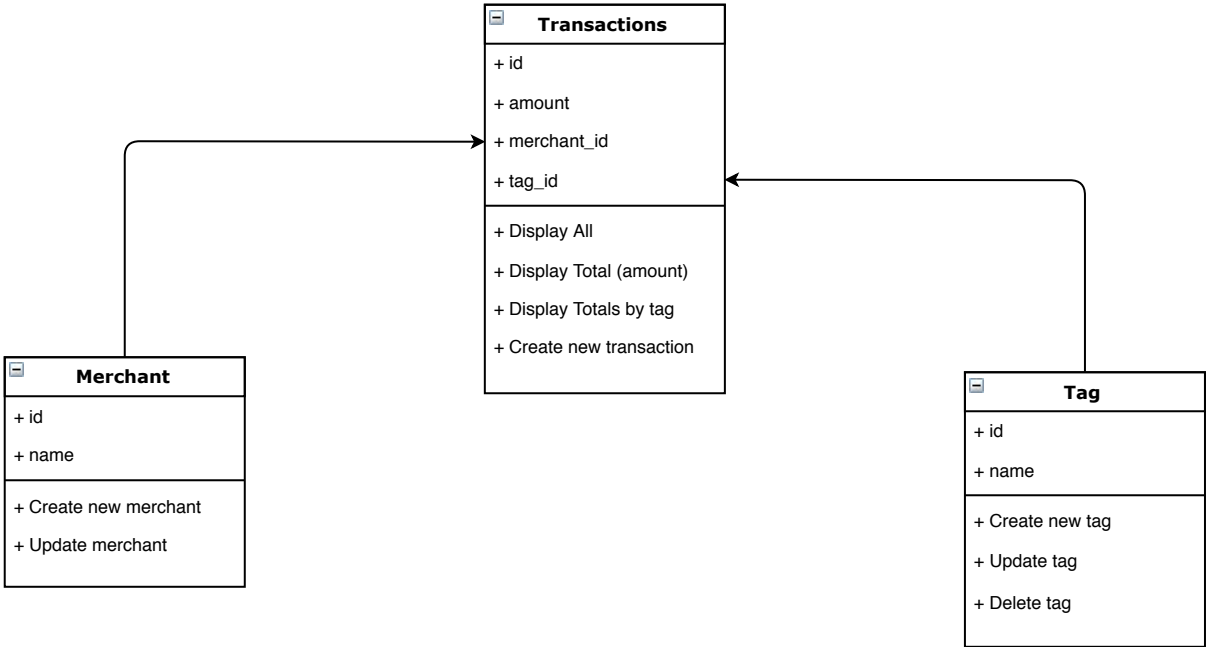 Transactions
+ id
+ amount
+ merchant_id
+ tag_id
+ Display All
+ Display Total (amount)
+ Display Totals by tag
+ Create new transaction
Merchant
+ id
+ name
+ Create new merchant
+ Update merchant
Tag
+ id
+ name
+ Create new tag
+ Update tag
+ Delete tag